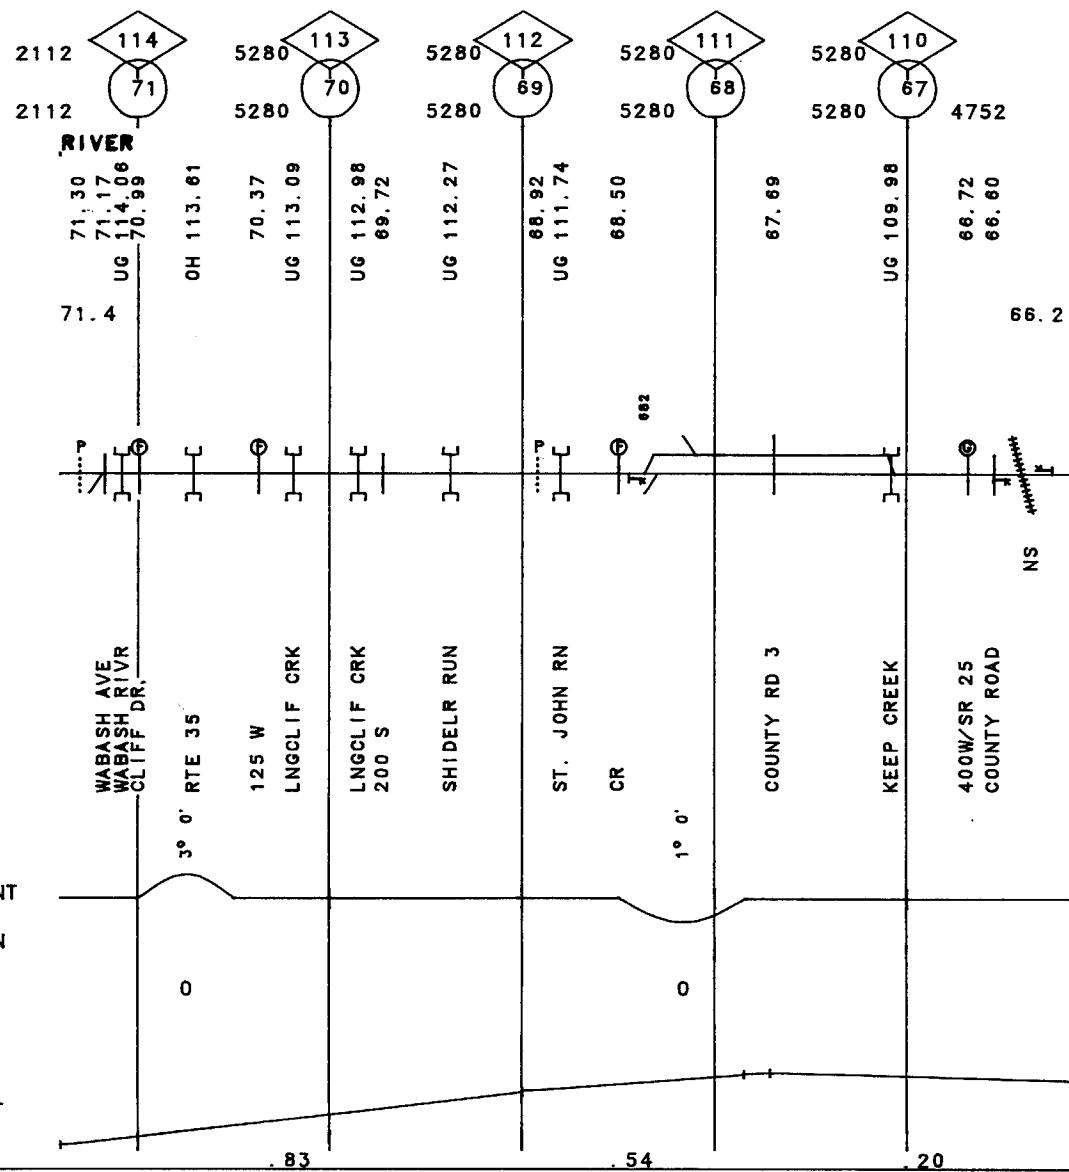 114 113 112 111 110
2112 5280 5280 5280 5280
71 70 69 68 67
2112 5280 5280 5280 5280 4752
RIVER
71.30
71.17
UG 114.06
70.99
OH 113.61
70.37
UG 113.09
UG 112.98
69.72
UG 112.27
68.92
UG 111.74
68.50
67.69
UG 109.98
66.72
66.60
71.4 66.2
682
P F F P F G
NS
WABASH AVE
WABASH RIVR
CLIFF DR.
RTE 35
125 W
LNGCLIF CRK
LNGCLIF CRK
200 S
SHIDELR RUN
ST. JOHN RN
CR
COUNTY RD 3
KEEP CREEK
400W/SR 25
COUNTY ROAD
3° 0' 1° 0'
NT
N
0 0
.83 .54 .20